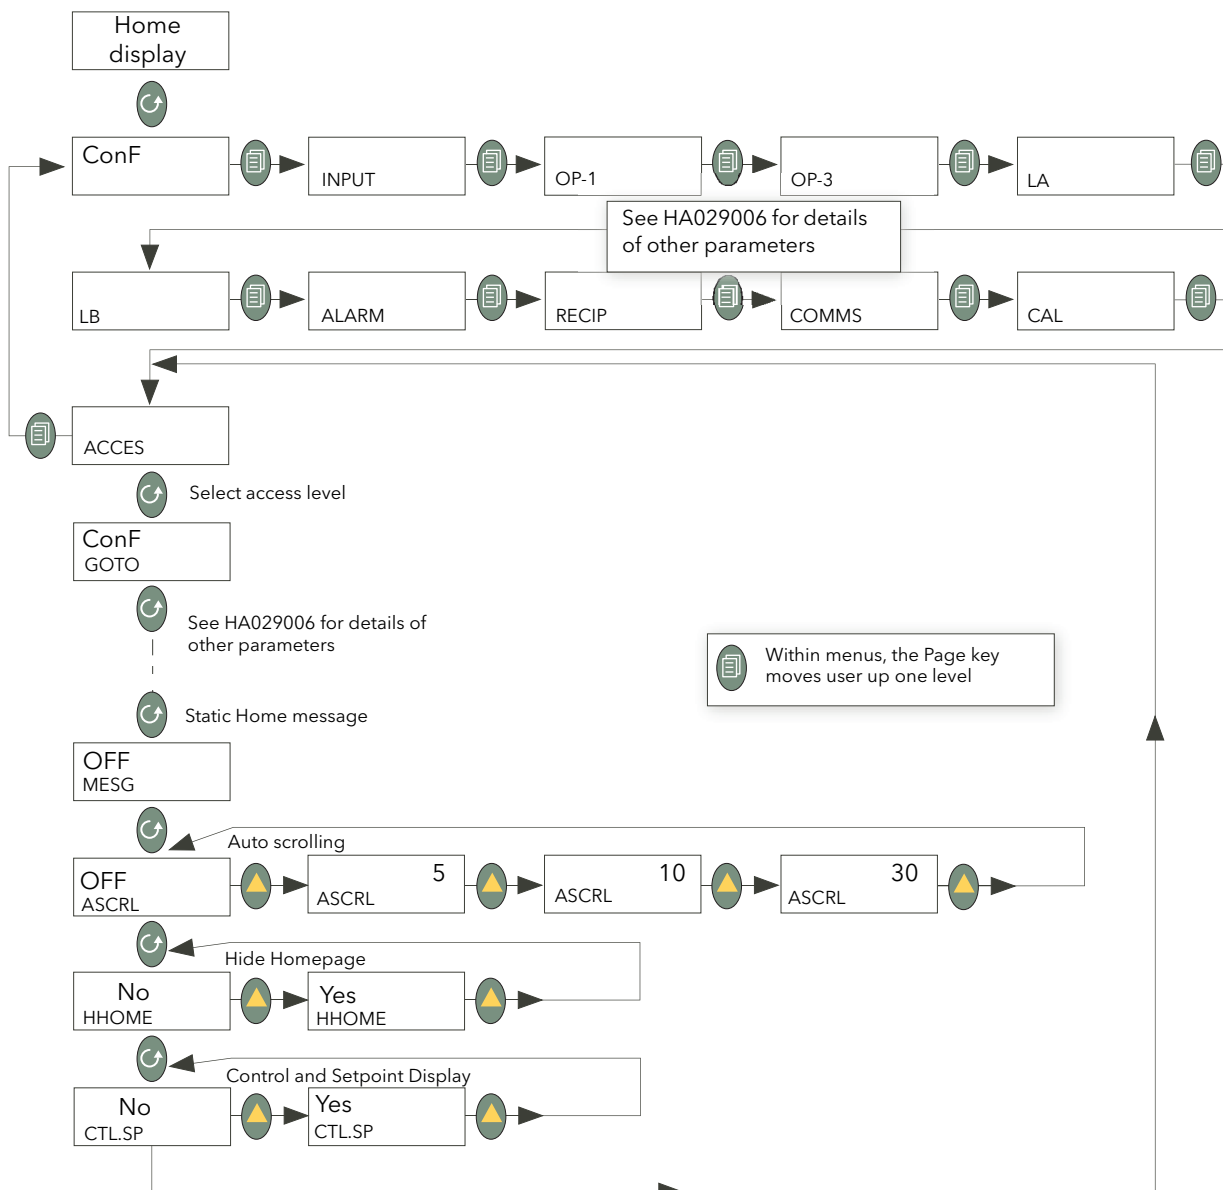 Home
display
ConF
INPUT
OP-1
OP-3
LA
See HA029006 for details
of other parameters
LB
ALARM
RECIP
COMMS
CAL
ACCES
Select access level
ConF
GOTO
See HA029006 for details of
other parameters
Within menus, the Page key
moves user up one level
Static Home message
OFF
MESG
Auto scrolling
OFF
ASCRL
5
ASCRL
10
ASCRL
30
ASCRL
Hide Homepage
No
HHOME
Yes
HHOME
Control and Setpoint Display
No
CTL.SP
Yes
CTL.SP